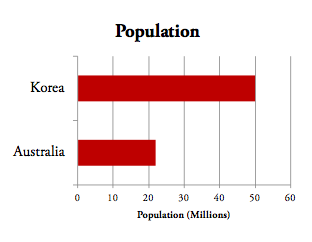 Population
Korea
Australia
0 10 20 30 40 50 60
Population (Millions)